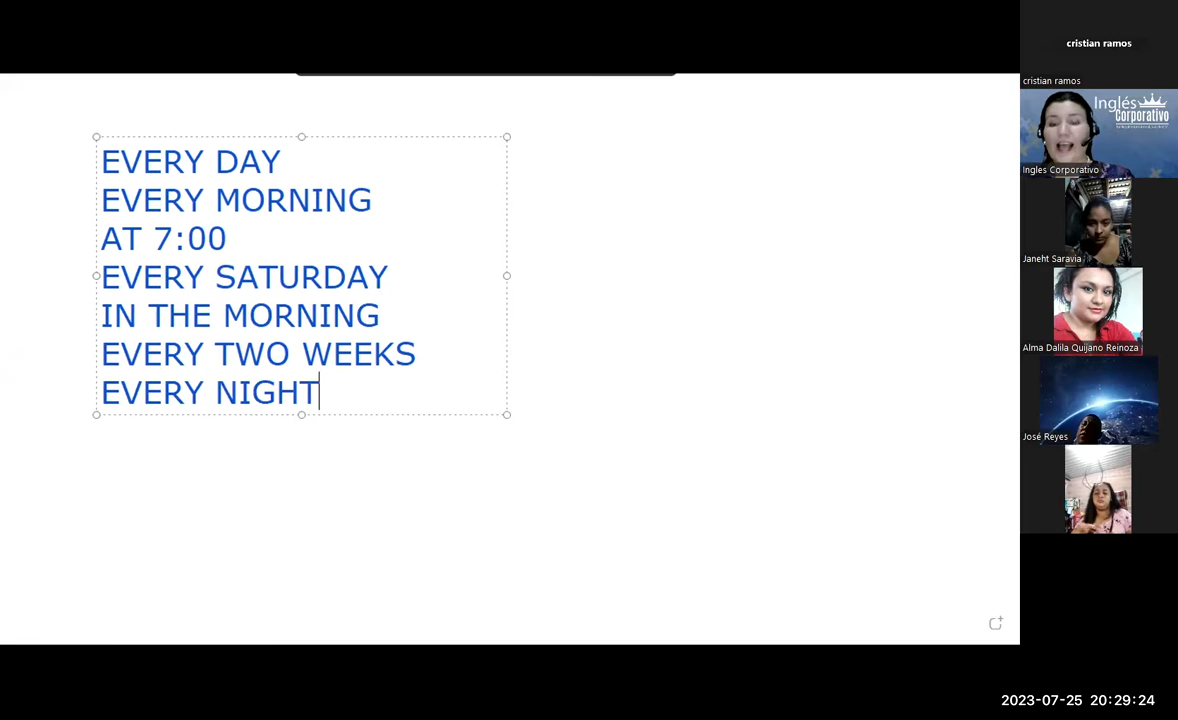 EVERY DAY
EVERY MORNING
AT 7:00
EVERY SATURDAY
IN THE MORNING
EVERY TWO WEEKS
EVERY NIGHT
cristian ramos
cristian ramos
Inglés
Corporativo
Ingles Corporativo
Janeht Saravia
Alma Dalila Quijano Reinoza
José Reyes
2023-07-25 20:29:24